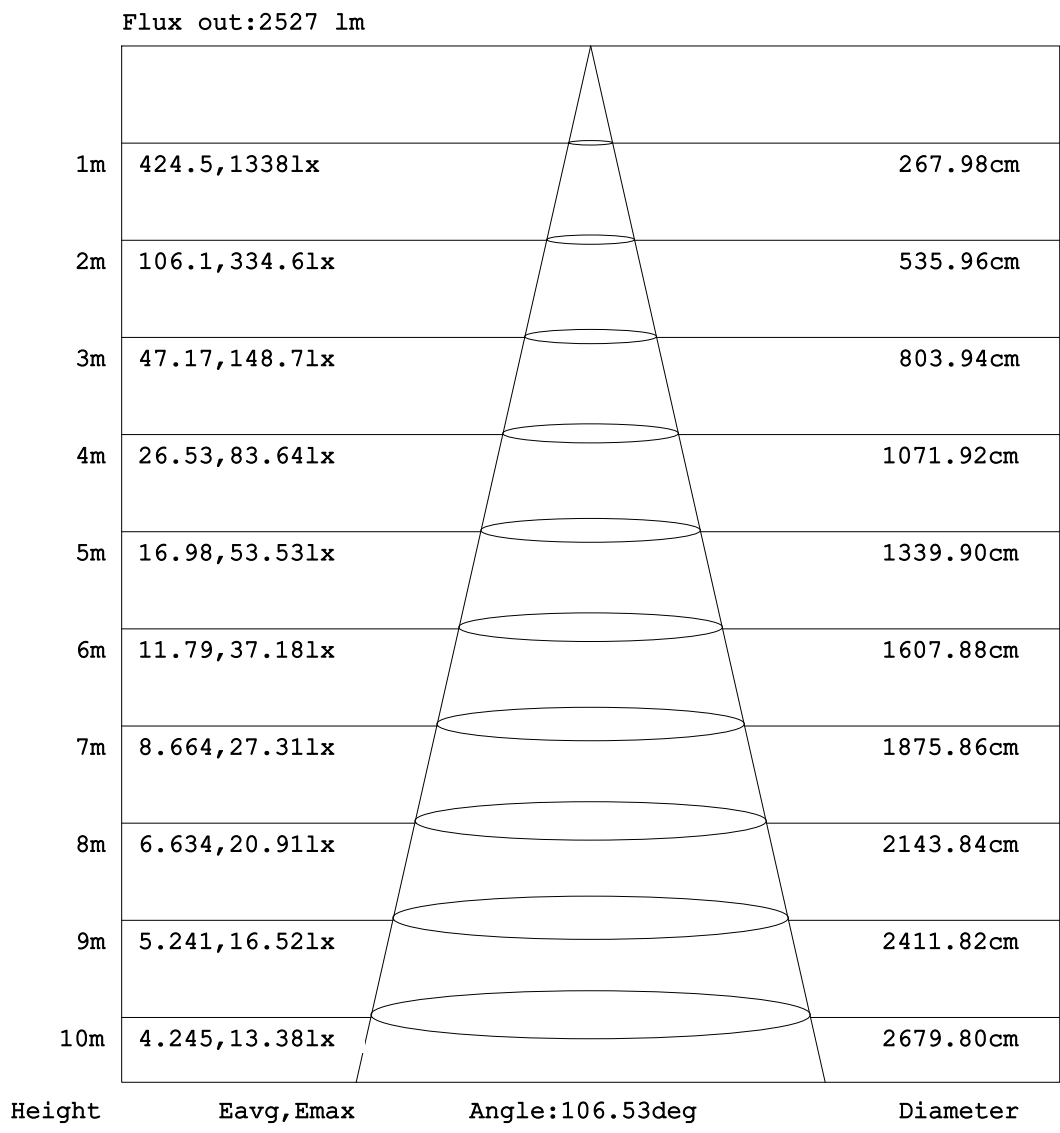 Flux out:2527 lm
1m 424.5,1338lx 267.98cm
2m 106.1,334.6lx 535.96cm
3m 47.17,148.7lx 803.94cm
4m 26.53,83.64lx 1071.92cm
5m 16.98,53.53lx 1339.90cm
6m 11.79,37.18lx 1607.88cm
7m 8.664,27.31lx 1875.86cm
8m 6.634,20.91lx 2143.84cm
9m 5.241,16.52lx 2411.82cm
10m 4.245,13.38lx 2679.80cm
Height Eavg,Emax Angle:106.53deg Diameter